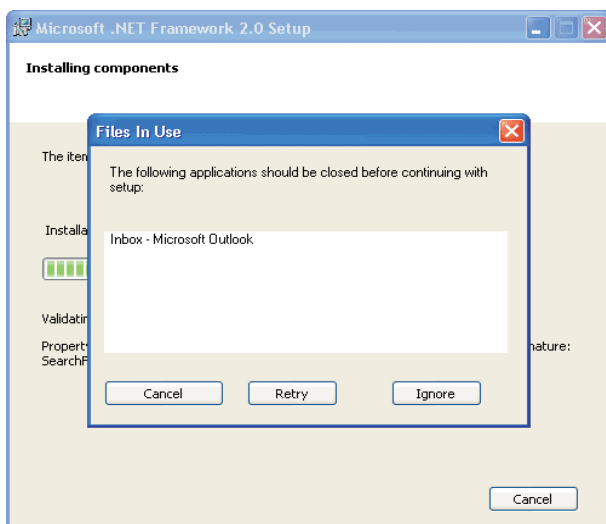 Microsoft .NET Framework 2.0 Setup
Installing components
Files In Use
The following applications should be closed before continuing with
setup:
Inbox - Microsoft Outlook
Cancel Retry Ignore
The
Cancel